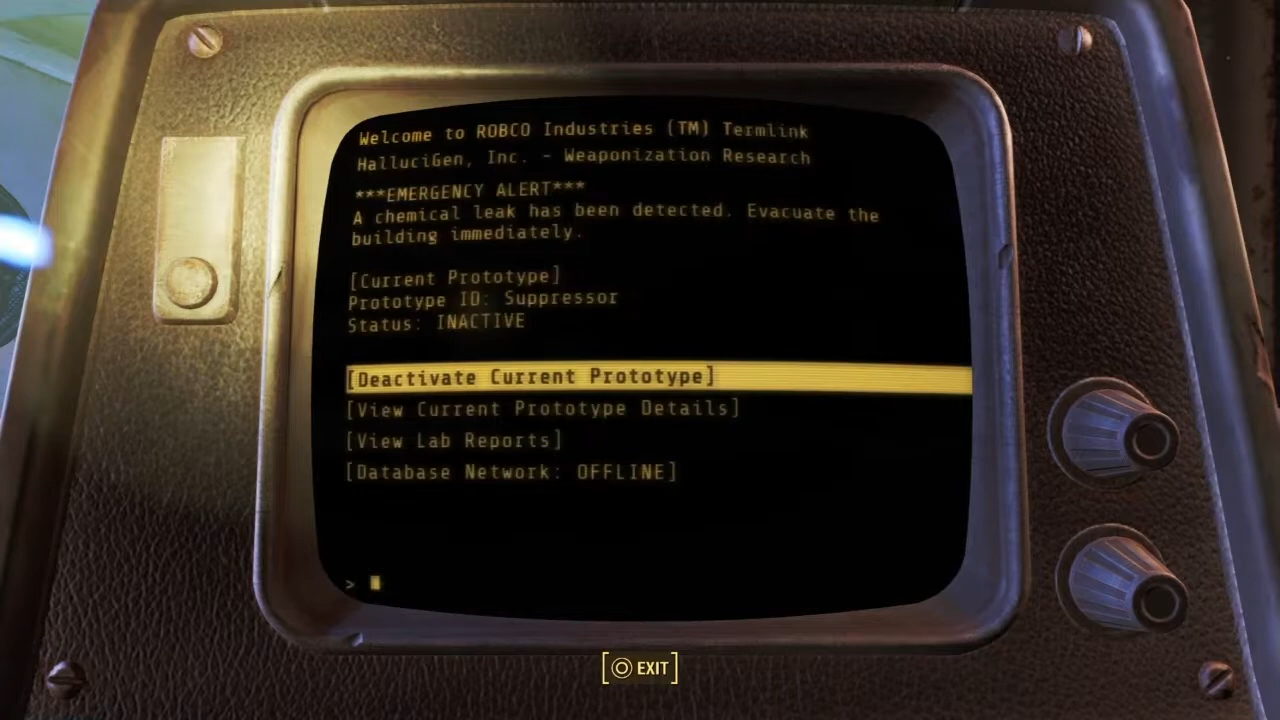 Welcome to ROBCO Industries (TM) Termlink
HalluciGen, Inc. - Weaponization Research
***EMERGENCY ALERT***
A chemical leak has been detected. Evacuate the
building immediately.
[Current Prototype]
Prototype ID: Suppressor
Status: INACTIVE
[Deactivate Current Prototype]
[View Current Prototype Details]
[View Lab Reports]
[Database Network: OFFLINE]
>
[EXIT]